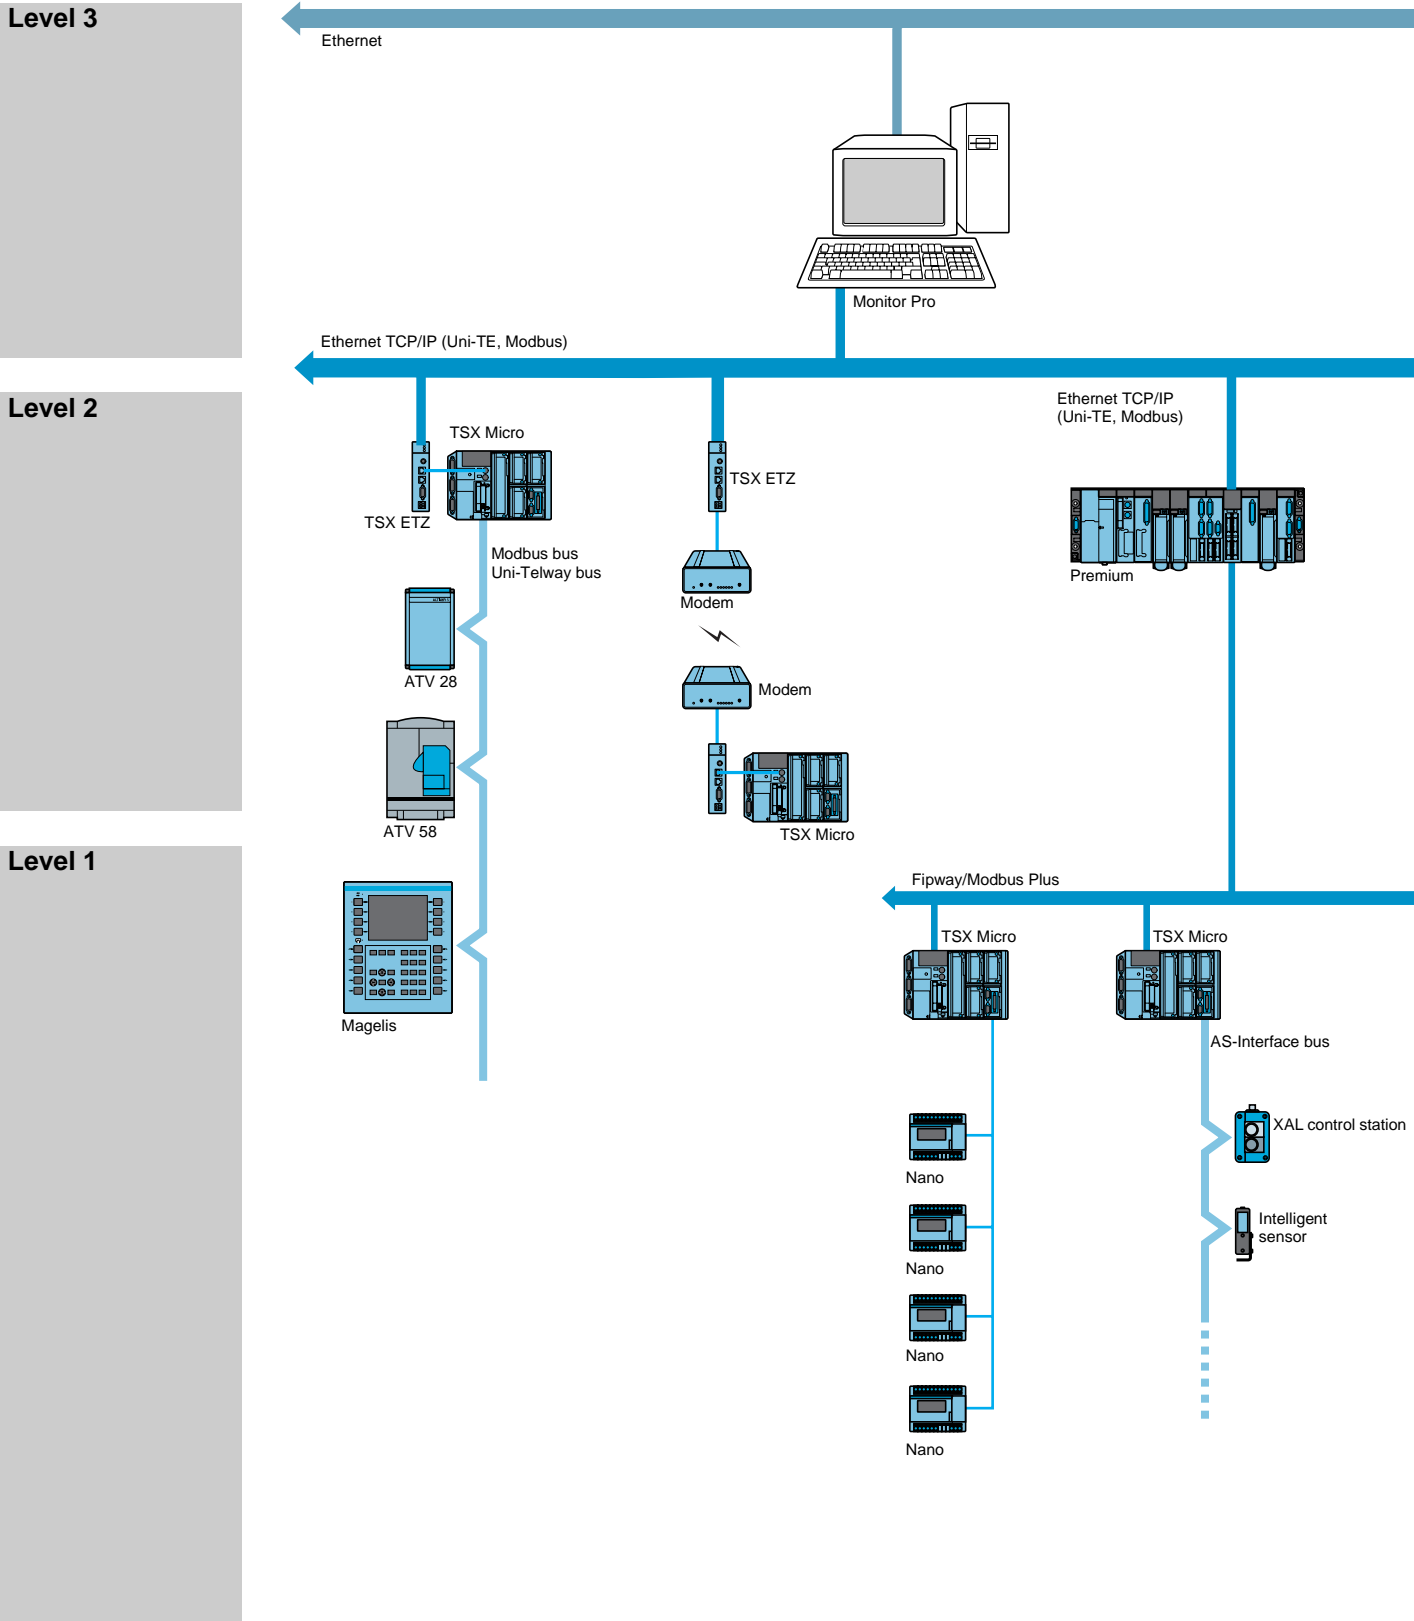 Level 3
Ethernet
Monitor Pro
Ethernet TCP/IP (Uni-TE, Modbus)
Level 2
Ethernet TCP/IP
(Uni-TE, Modbus)
TSX Micro
TSX ETZ
TSX ETZ
Modbus bus
Uni-Telway bus
Premium
Modem
ATV 28
Modem
ATV 58
TSX Micro
Level 1
Fipway/Modbus Plus
TSX Micro
TSX Micro
Magelis
AS-Interface bus
XAL control station
Nano
Intelligent
sensor
Nano
Nano
Nano